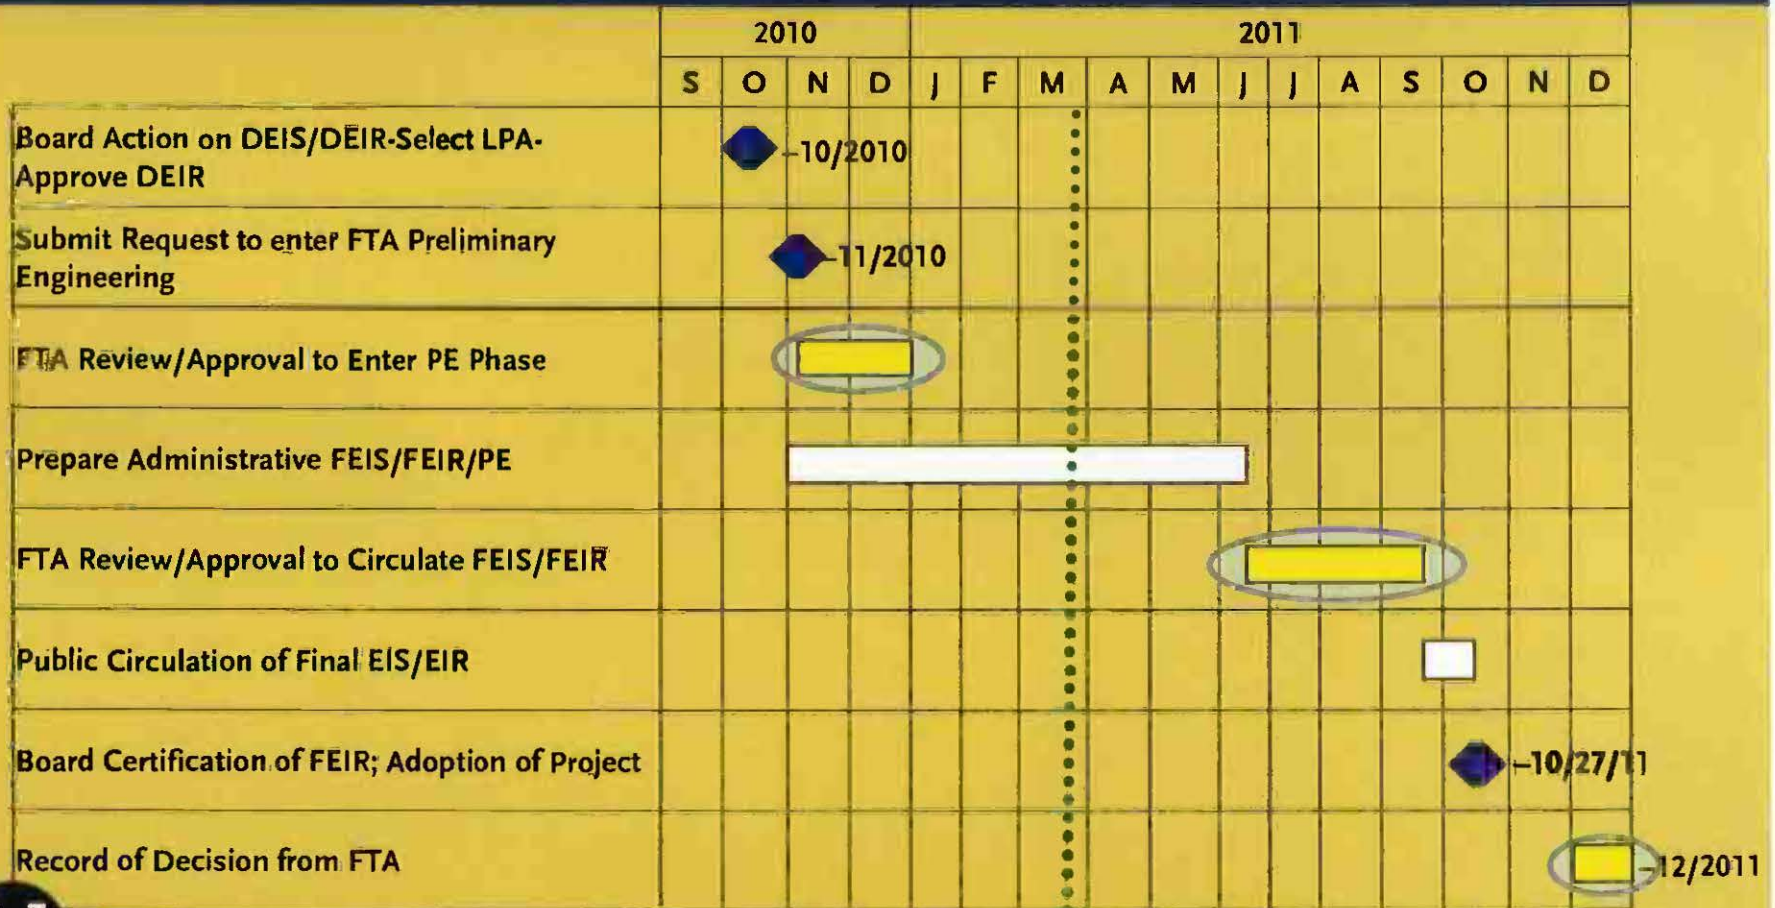 2010 2011
S O N D J F M A M J J A S O N D
Board Action on DEIS/DEIR-Select LPA-
Approve DEIR
10/2010
Submit Request to enter FTA Preliminary
Engineering
11/2010
FTA Review/Approval to Enter PE Phase
Prepare Administrative FEIS/FEIR/PE
FTA Review/Approval to Circulate FEIS/FEIR
Public Circulation of Final EIS/EIR
Board Certification of FEIR; Adoption of Project
10/27/11
Record of Decision from FTA
12/2011